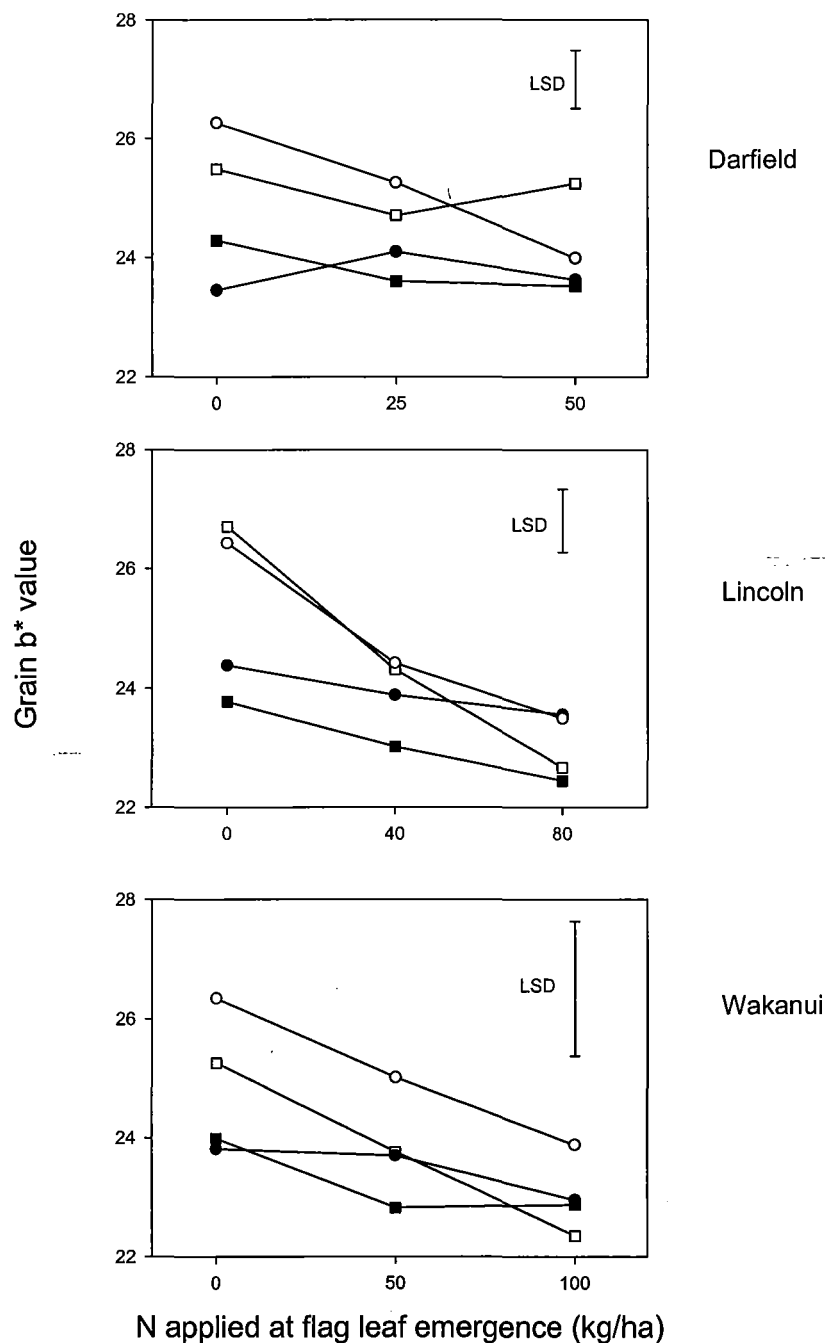 28
LSD
26
Darfield
24
22
0 25 50
28
LSD
26
Lincoln
24
22
0 40 80
Grain b* value
28
LSD
26
Wakanui
24
22
0 50 100
N applied at flag leaf emergence (kg/ha)